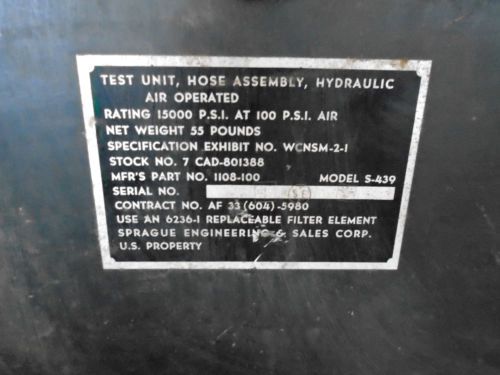 TEST UNIT, HOSE ASSEMBLY, HYDRAULIC
AIR OPERATED
RATING 15000 P.S.I. AT 100 P.S.I. AIR
NET WEIGHT 55 POUNDS
SPECIFICATION EXHIBIT NO. WCNSM-2-1
STOCK NO. 7 CAD-801388
MFR'S PART NO. 1108-100 MODEL S-439
SERIAL NO.
CONTRACT NO. AF 33(604)-5980
USE AN 6236-1 REPLACEABLE FILTER ELEMENT
SPRAGUE ENGINEERING & SALES CORP.
U.S. PROPERTY